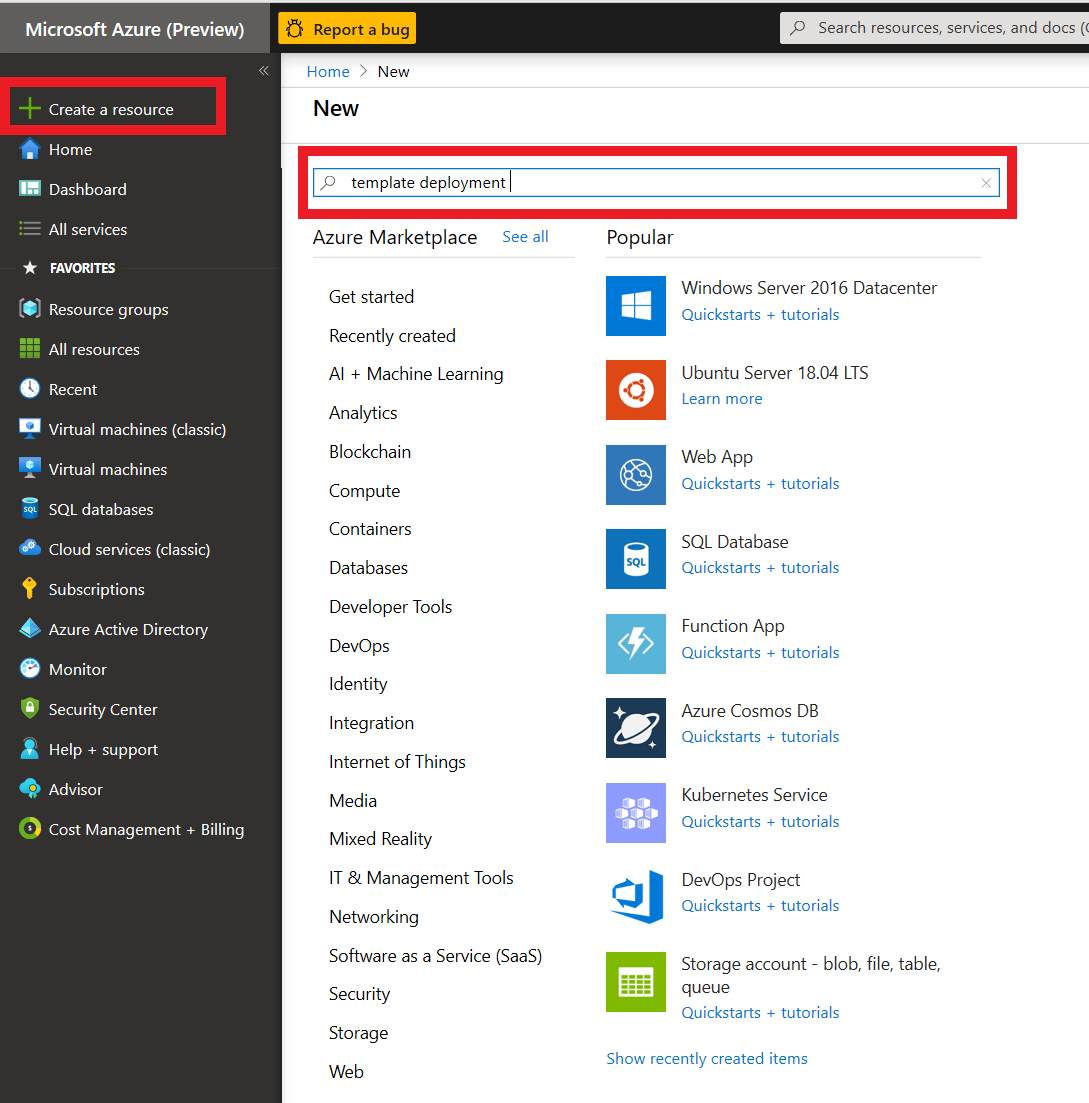 Microsoft Azure (Preview)
Report a bug
Search resources, services, and docs (
«
Create a resource
Home
Dashboard
All services
FAVORITES
Resource groups
All resources
Recent
Virtual machines (classic)
Virtual machines
SQL databases
Cloud services (classic)
Subscriptions
Azure Active Directory
Monitor
Security Center
Help + support
Advisor
Cost Management + Billing
Home > New
New
template deployment
Azure Marketplace See all
Get started
Recently created
AI + Machine Learning
Analytics
Blockchain
Compute
Containers
Databases
Developer Tools
DevOps
Identity
Integration
Internet of Things
Media
Mixed Reality
IT & Management Tools
Networking
Software as a Service (SaaS)
Security
Storage
Web
Popular
Windows Server 2016 Datacenter
Quickstarts + tutorials
Ubuntu Server 18.04 LTS
Learn more
Web App
Quickstarts + tutorials
SQL
SQL Database
Quickstarts + tutorials
Function App
Quickstarts + tutorials
Azure Cosmos DB
Quickstarts + tutorials
Kubernetes Service
Quickstarts + tutorials
DevOps Project
Quickstarts + tutorials
Storage account - blob, file, table,
queue
Quickstarts + tutorials
Show recently created items